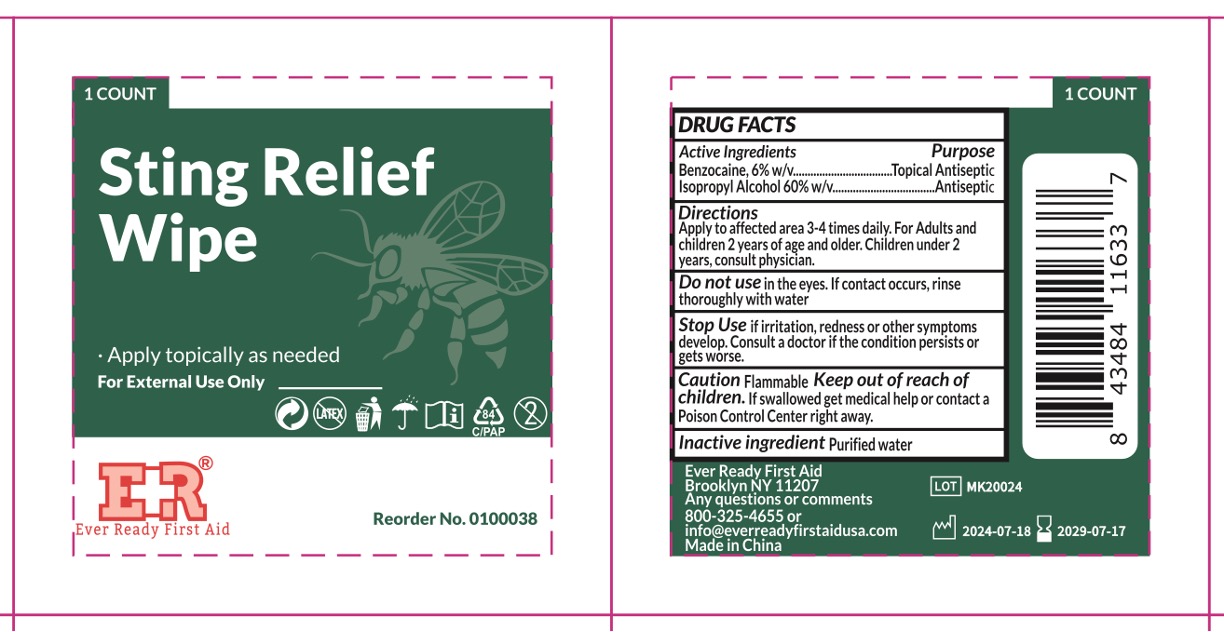 1 COUNT
Sting Relief
Wipe
· Apply topically as needed
For External Use Only
LATEX
84
C/PAP
2
ER®
Ever Ready First Aid
Reorder No. 0100038
1 COUNT
DRUG FACTS
Active Ingredients Purpose
Benzocaine, 6% w/v..................................Topical Antiseptic
Isopropyl Alcohol 60% w/v...................................Antiseptic
Directions
Apply to affected area 3-4 times daily. For Adults and
children 2 years of age and older. Children under 2
years, consult physician.
Do not use in the eyes. If contact occurs, rinse
thoroughly with water
Stop Use if irritation, redness or other symptoms
develop. Consult a doctor if the condition persists or
gets worse.
Caution Flammable Keep out of reach of
children. If swallowed get medical help or contact a
Poison Control Center right away.
Inactive ingredient Purified water
8 43484 11633 7
Ever Ready First Aid
Brooklyn NY 11207
Any questions or comments
800-325-4655 or
info@everreadyfirstaidusa.com
Made in China
LOT MK20024
2024-07-18 2029-07-17